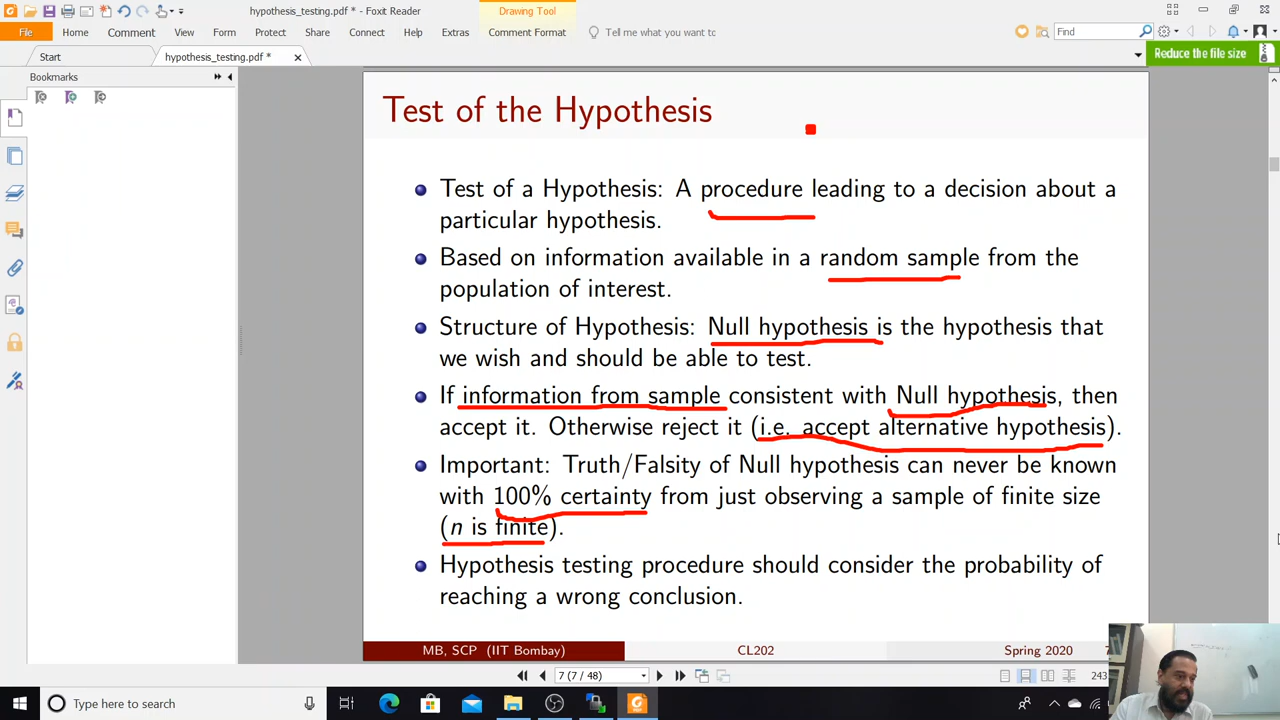 hypothesis_testing.pdf * - Foxit Reader
Drawing Tool
File
Home
Comment
View
Form
Protect
Share
Connect
Help
Extras
Comment Format
Tell me what you want to
Find
Start
hypothesis_testing.pdf *
Reduce the file size
Bookmarks
Test of the Hypothesis
Test of a Hypothesis: A procedure leading to a decision about a
particular hypothesis.
Based on information available in a random sample from the
population of interest.
Structure of Hypothesis: Null hypothesis is the hypothesis that
we wish and should be able to test.
If information from sample consistent with Null hypothesis, then
accept it. Otherwise reject it (i.e. accept alternative hypothesis).
Important: Truth/Falsity of Null hypothesis can never be known
with 100% certainty from just observing a sample of finite size
(n is finite).
Hypothesis testing procedure should consider the probability of
reaching a wrong conclusion.
MB, SCP (IIT Bombay)
CL202
Spring 2020
7 (7 / 48)
243
Type here to search